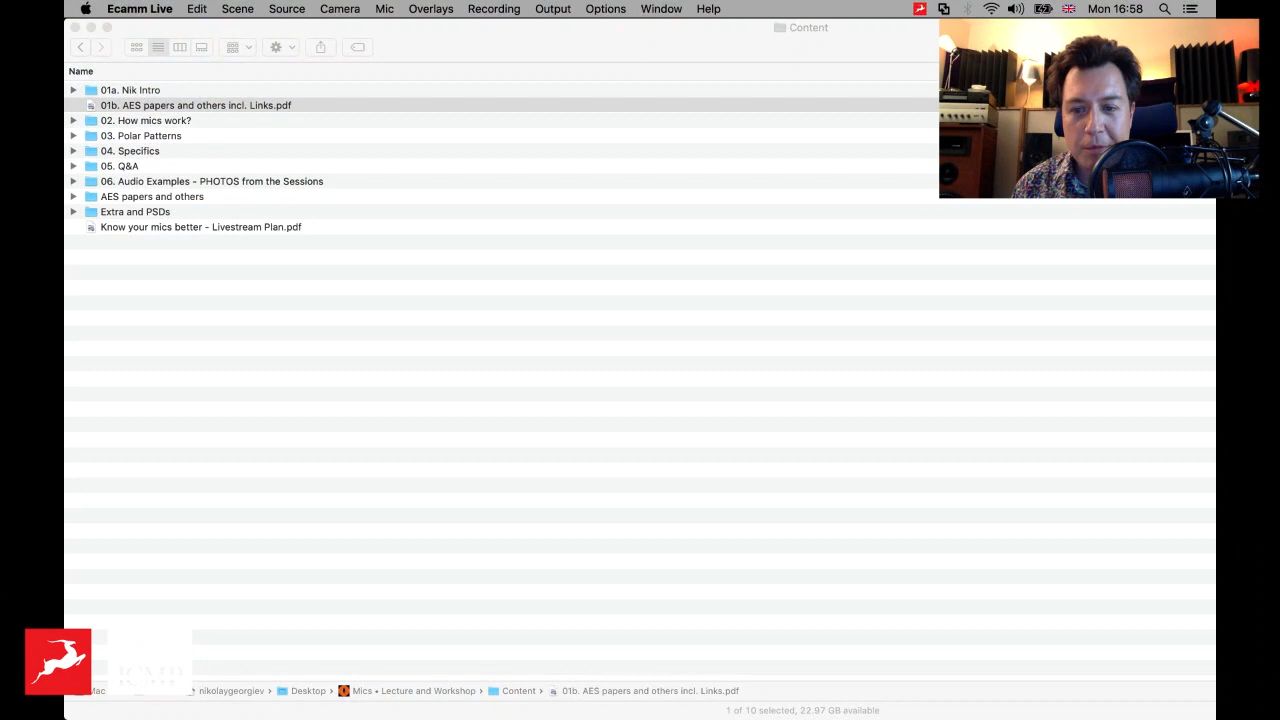 Ecamm Live Edit Scene Source Camera Mic Overlays Recording Output Options Window Help Mon 16:58
Content
Name
01a. Nik Intro
01b. AES papers and others incl. Links.pdf
02. How mics work?
03. Polar Patterns
04. Specifics
05. Q&A
06. Audio Examples - PHOTOS from the Sessions
AES papers and others
Extra and PSDs
Know your mics better - Livestream Plan.pdf
nikolaygeorgiev › Desktop › Mics • Lecture and Workshop › Content › 01b. AES papers and others incl. Links.pdf
1 of 10 selected, 22.97 GB available